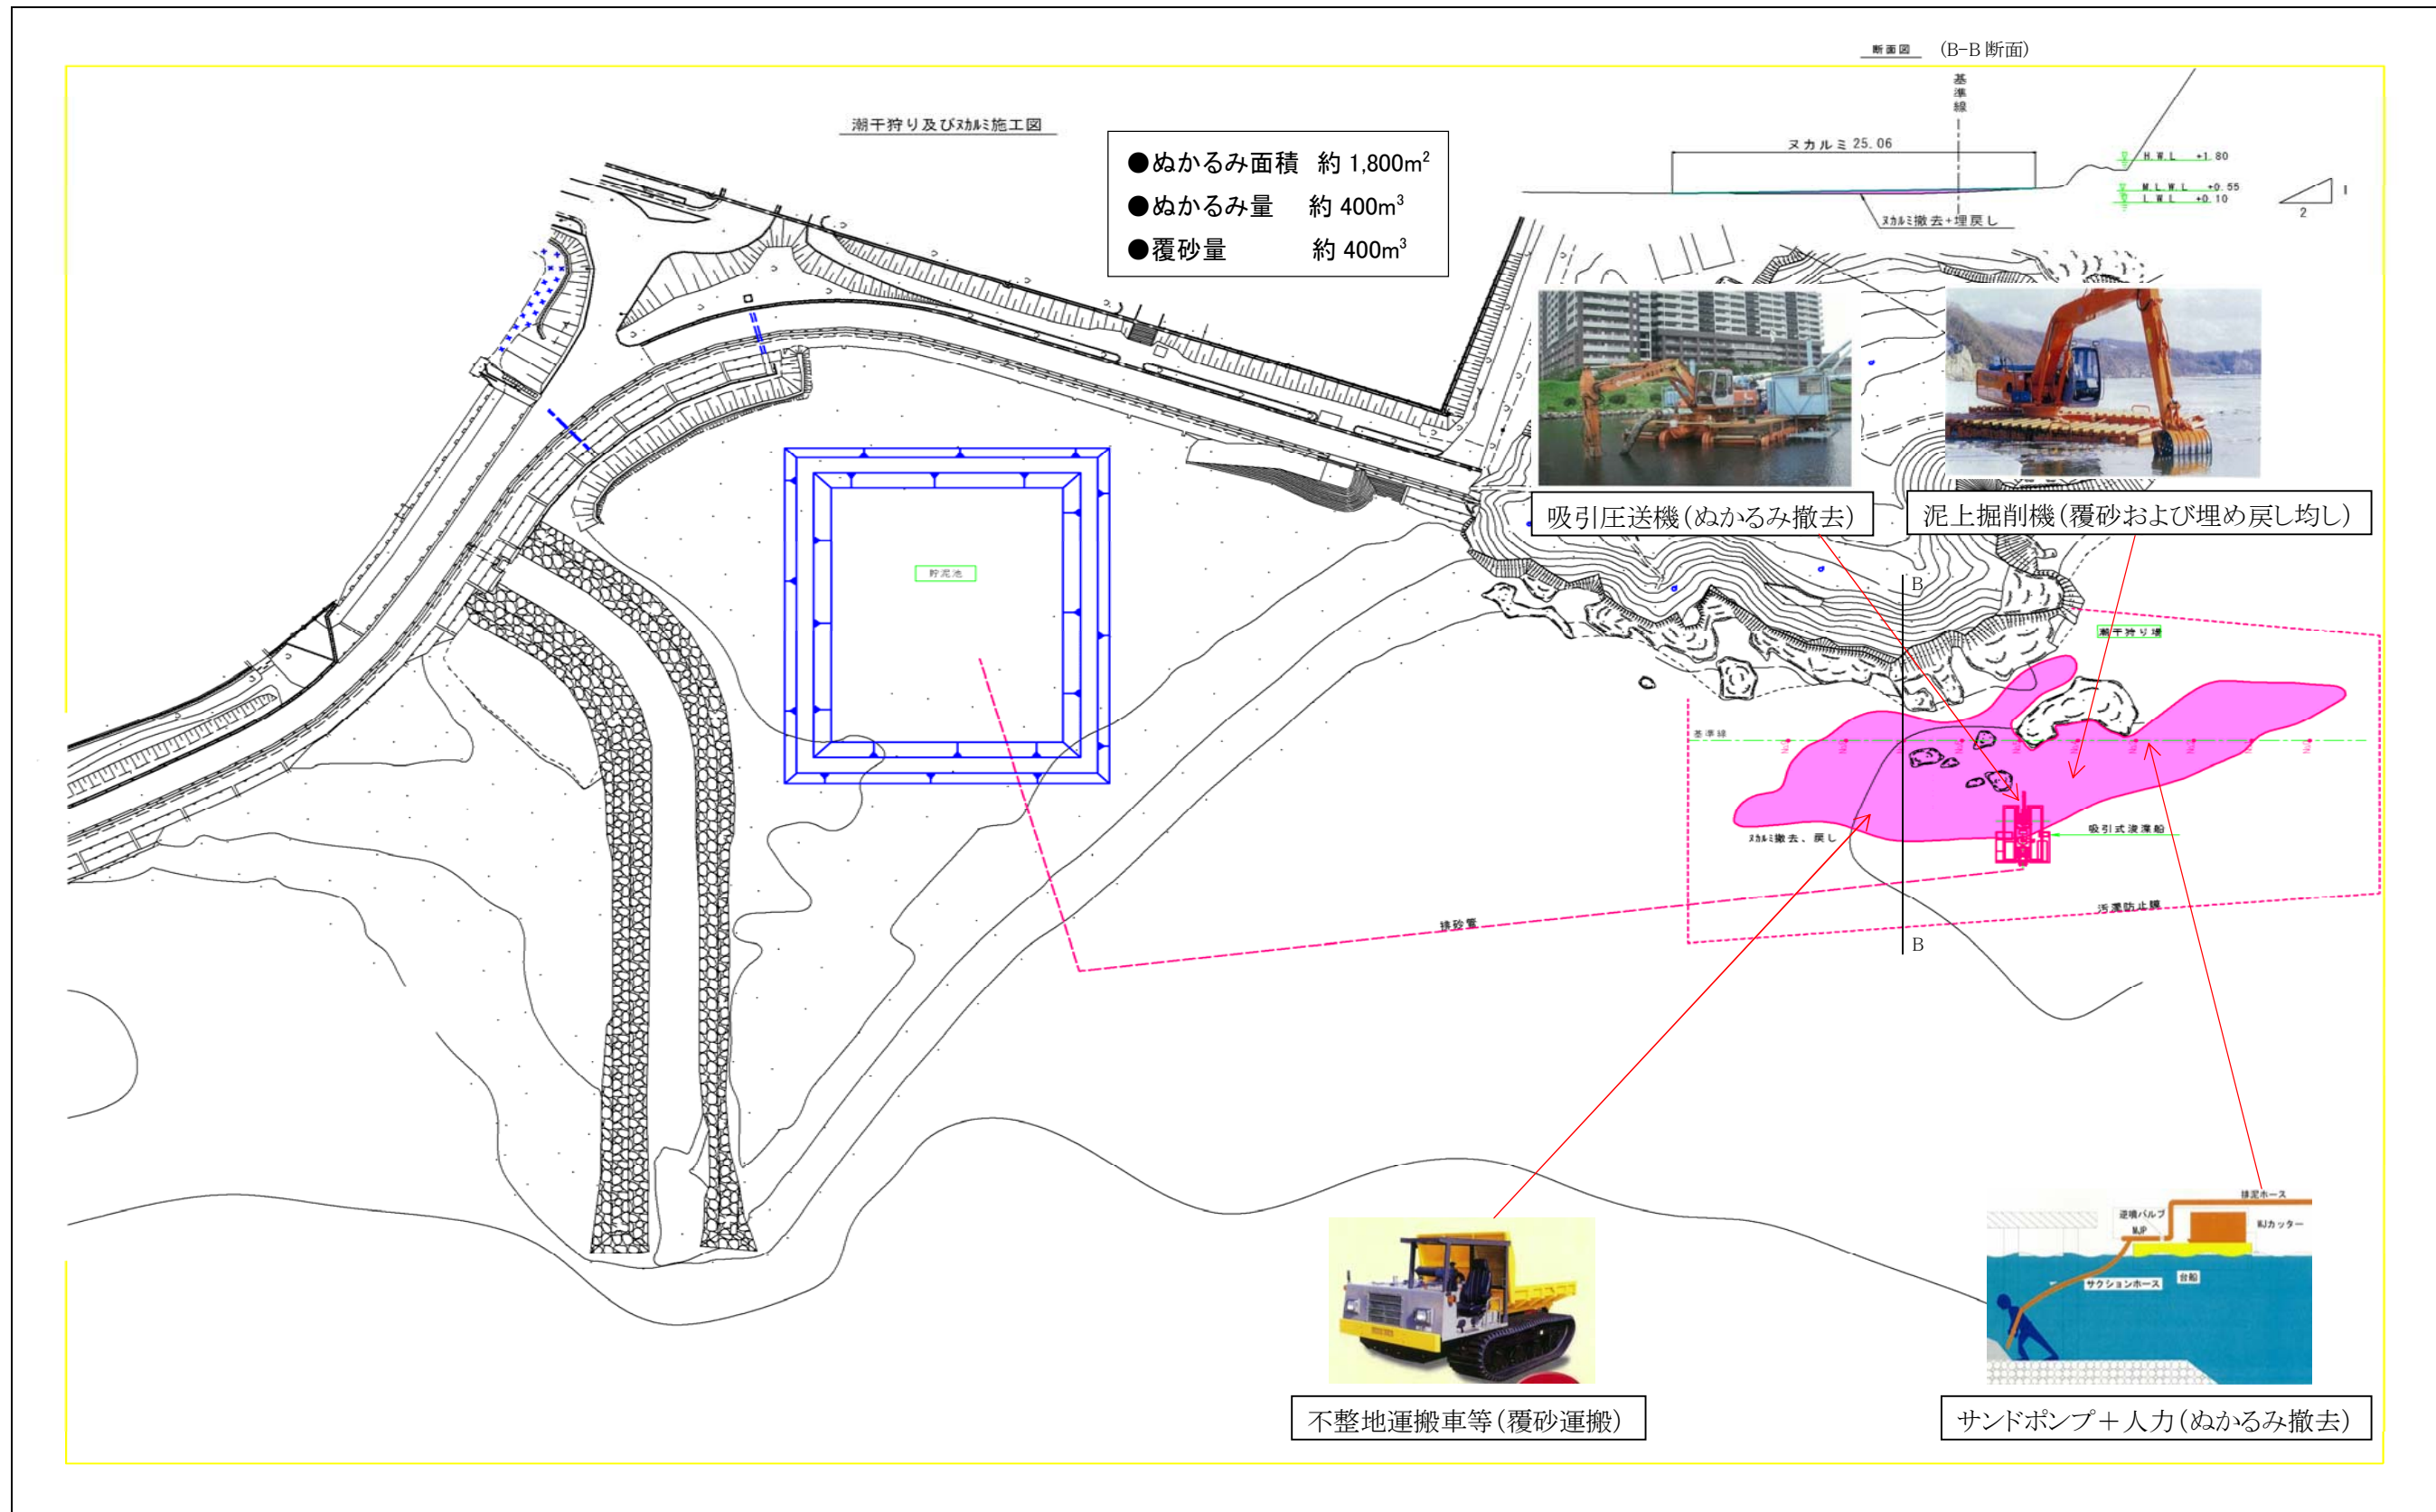 断面図 (B-B 断面)
基準線
潮干狩り及びヌカルミ施工図
●ぬかるみ面積 約 1,800m²
●ぬかるみ量 約 400m³
●覆砂量 約 400m³
ヌカルミ 25.06
H.W.L +1.80
M.L.W.L +0.55
L.W.L +0.10
1
2
ヌカルミ撤去+埋戻し
吸引圧送機(ぬかるみ撤去)
泥上掘削機(覆砂および埋め戻し均し)
貯泥池
B
潮干狩り場
基準線
吸引式浚渫船
ヌカルミ撤去、戻し
汚濁防止膜
排砂管
B
排泥ホース
逆噴バルブ
MJP
WJカッター
サクションホース
台船
不整地運搬車等(覆砂運搬)
サンドポンプ+人力(ぬかるみ撤去)